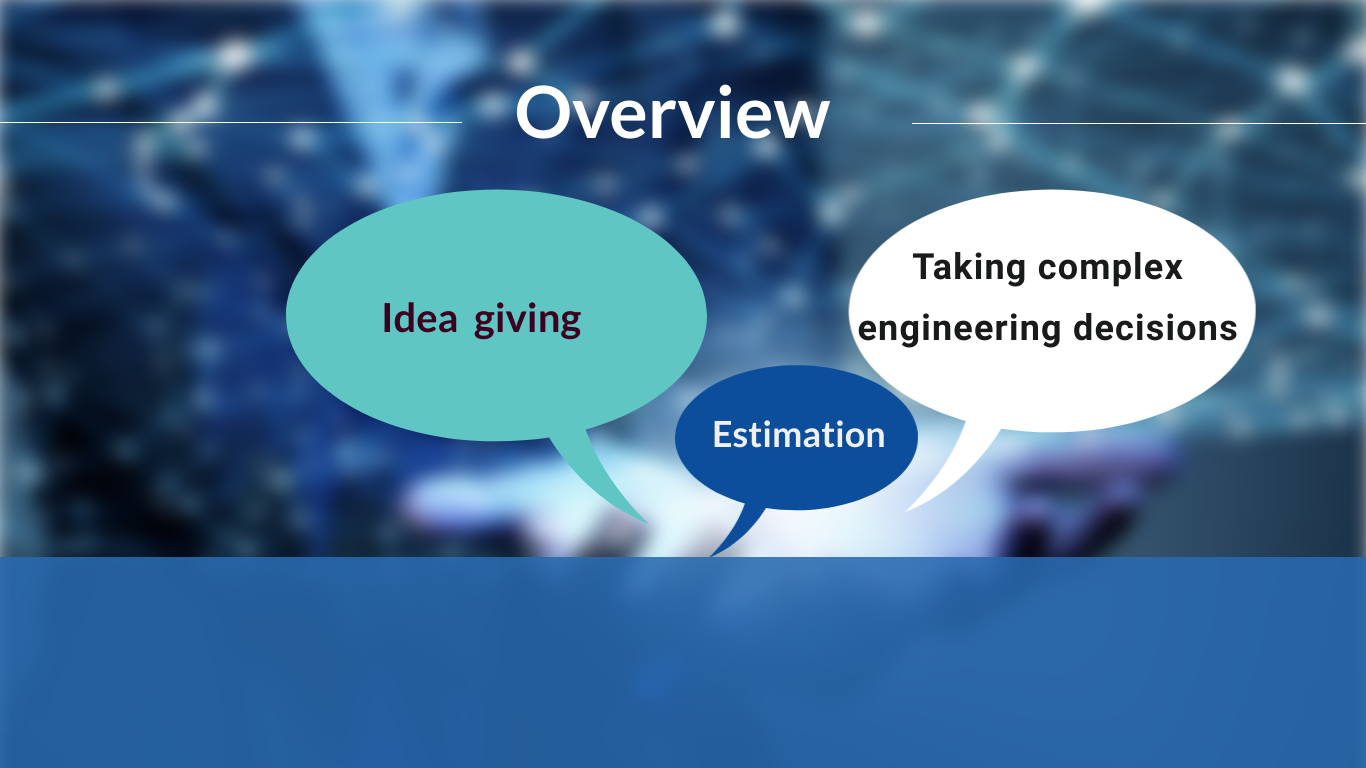 Overview
Idea giving
Taking complex
engineering decisions
Estimation